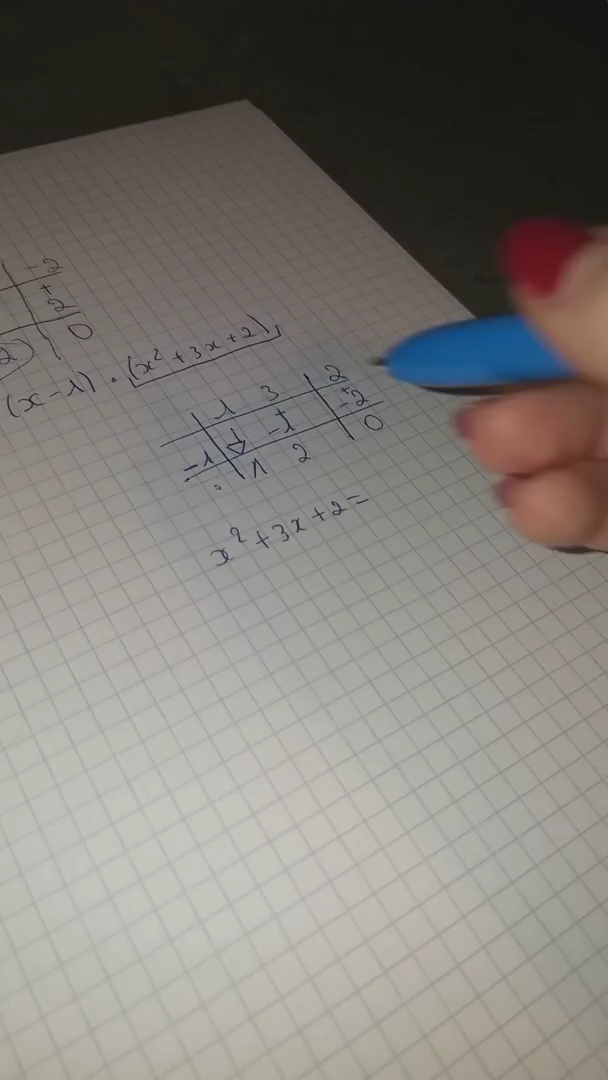 -2
+
2
2) 0
(x-1) · (x²+3x+2)
1 3 2
-1 + -2
-1 1 2 0
x²+3x+2=